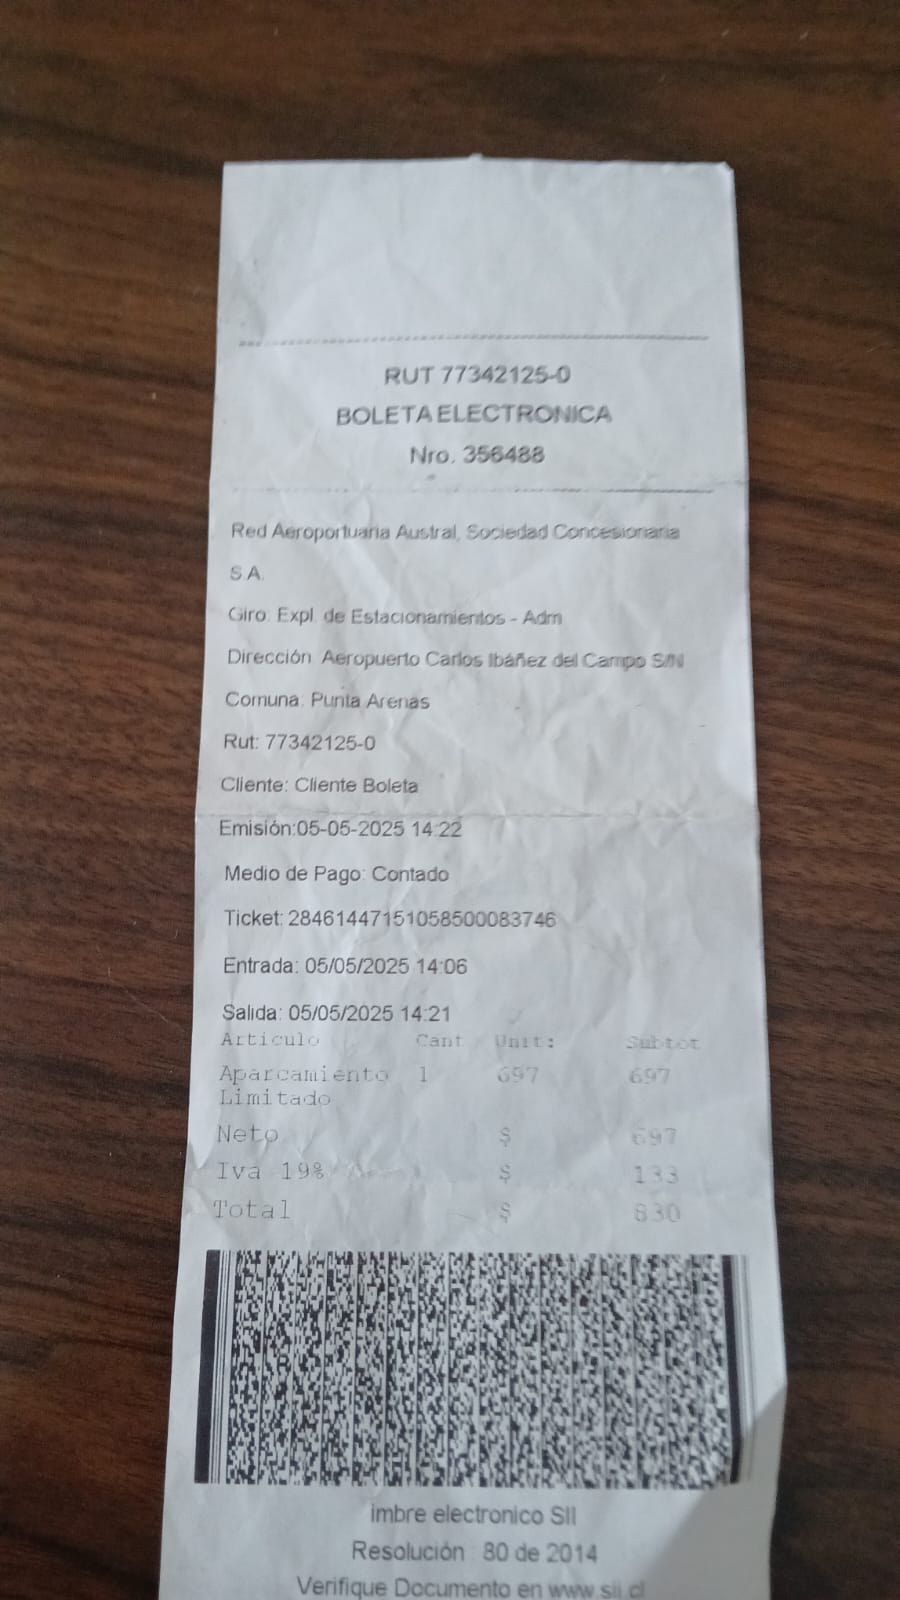 RUT 77342125-0
BOLETA ELECTRONICA
Nro. 356488
Red Aeroportuaria Austral, Sociedad Concesionaria
S.A.
Giro: Expl. de Estacionamientos - Adm
Dirección Aeropuerto Carlos Ibáñez del Campo S/N
Comuna: Punta Arenas
Rut: 77342125-0
Cliente: Cliente Boleta
Emisión:05-05-2025 14:22
Medio de Pago: Contado
Ticket: 28461447151058500083746
Entrada: 05/05/2025 14:06
Salida: 05/05/2025 14:21
Articulo Cant Unit: Subtot
Aparcamiento 1 697 697
Limitado
Neto $ 697
Iva 19% $ 133
Total $ 830
imbre electronico SII
Resolución : 80 de 2014
Verifique Documento en www.sii.cl